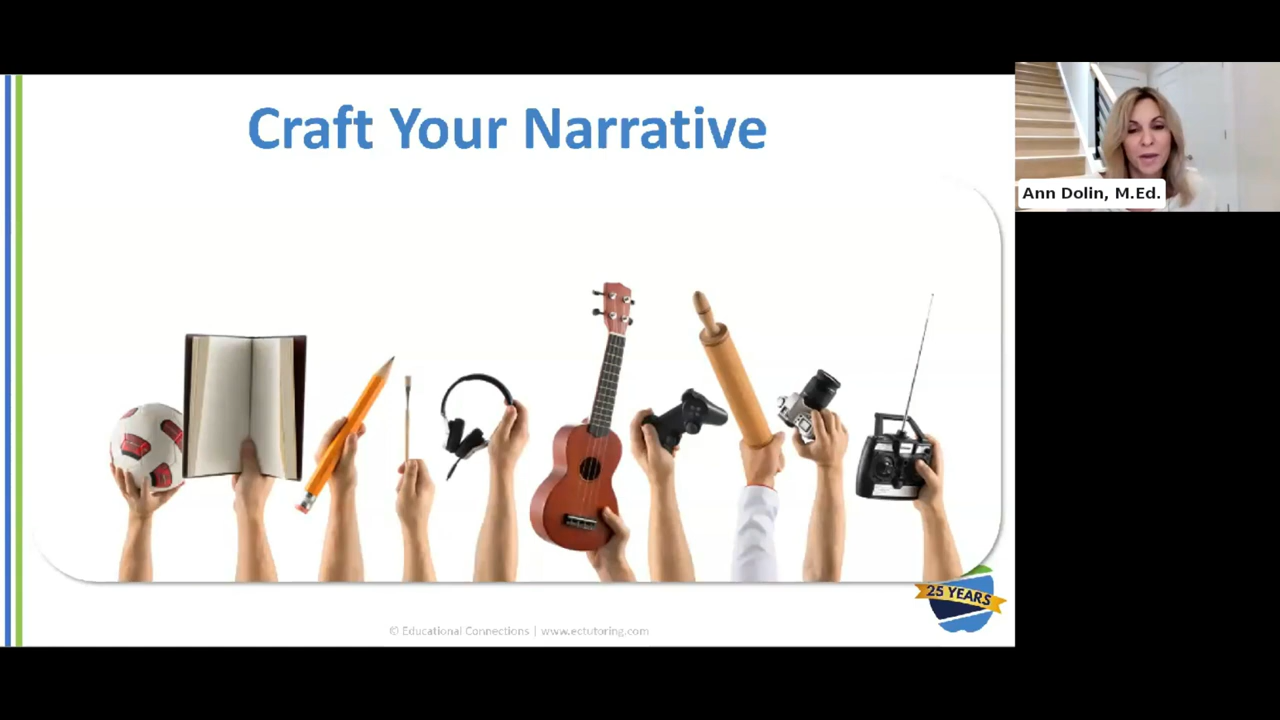 Craft Your Narrative
Ann Dolin, M.Ed.
25 YEARS
© Educational Connections | www.ectutoring.com